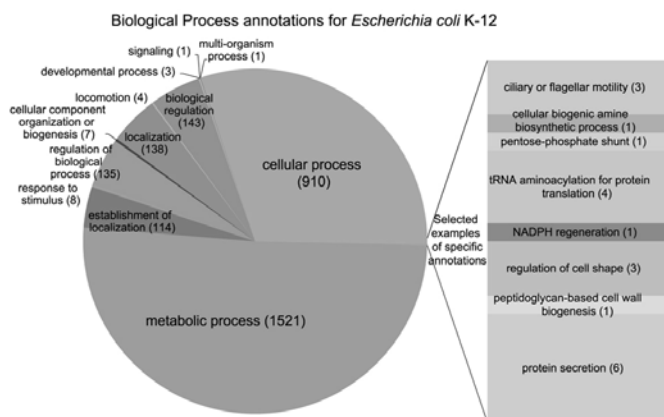 Biological Process annotations for Escherichia coli K-12
signaling (1)
multi-organism
process (1)
developmental process (3)
locomotion (4)
biological
regulation
(143)
cellular component
organization or
biogenesis (7)
localization
(138)
regulation of
biological
process (135)
response to
stimulus (8)
establishment of
localization (114)
cellular process
(910)
metabolic process (1521)
Selected
examples
of specific
annotations
ciliary or flagellar motility (3)
cellular biogenic amine
biosynthetic process (1)
pentose-phosphate shunt (1)
tRNA aminoacylation for protein
translation (4)
NADPH regeneration (1)
regulation of cell shape (3)
peptidoglycan-based cell wall
biogenesis (1)
protein secretion (6)